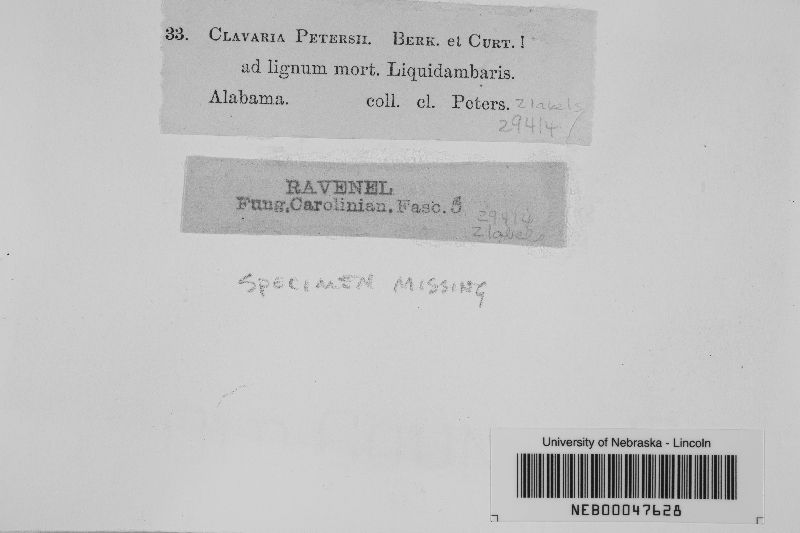 33. Clavaria Petersii. Berk. et Curt. !
ad lignum mort. Liquidambaris.
Alabama. coll. cl. Peters. 2 labels
29414
RAVENEL,
Fung. Carolinian. Fasc. 5
29414
2 labels
SPECIMEN MISSING
University of Nebraska - Lincoln
NEB00047628